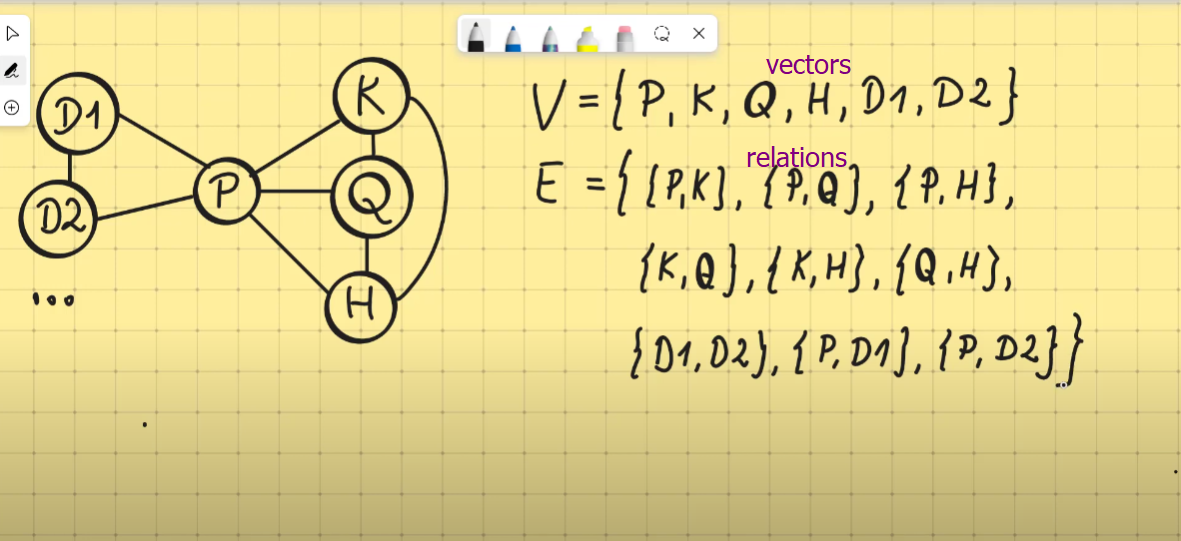 D1
K
vectors
V = { P, K, Q, H, D1, D2 }
P
Q
relations
E = { {P,K}, {P,Q}, {P,H},
D2
{K,Q}, {K,H}, {Q,H},
...
H
{D1,D2}, {P,D1}, {P,D2} }